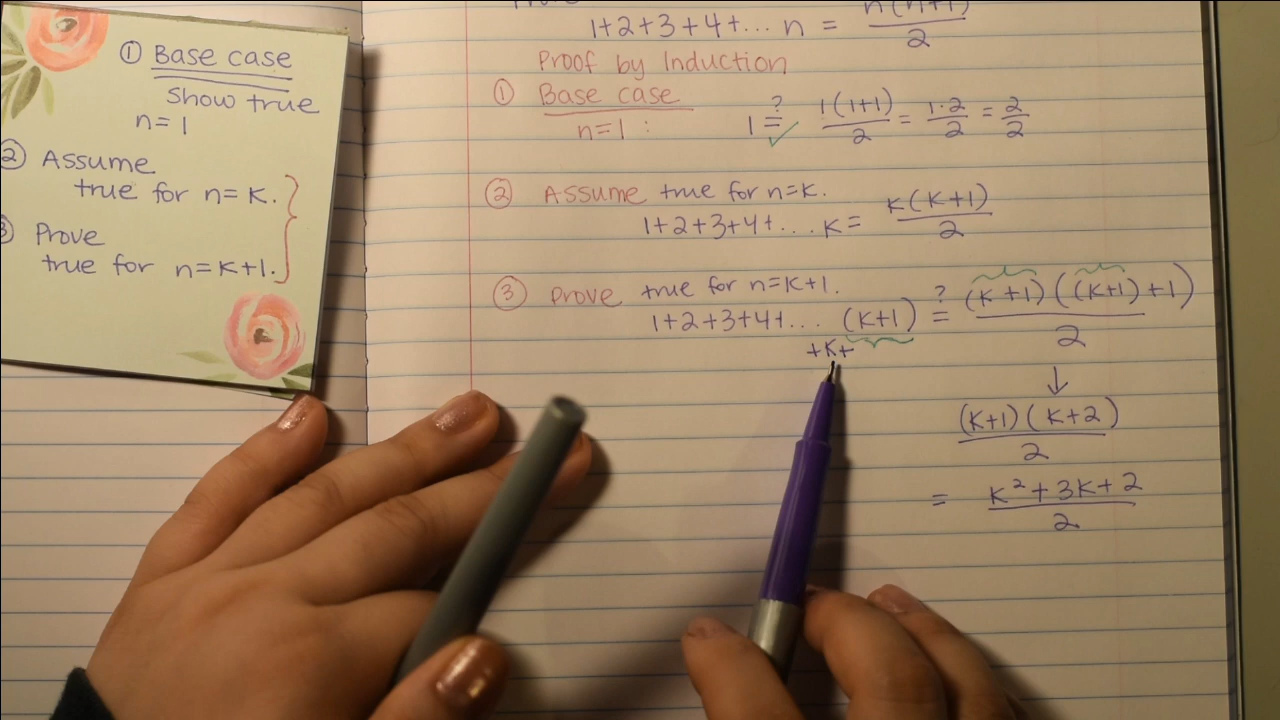 ① Base case
Show true
n=1
② Assume
true for n=K.
③ Prove
true for n=K+1.
1+2+3+4+... n = n(n+1)/2
Proof by Induction
① Base case
n=1 : 1 ?= ✓ 1(1+1)/2 = 1·2/2 = 2/2
② Assume true for n=K.
1+2+3+4+... K = K(K+1)/2
③ Prove true for n=K+1.
1+2+3+4+... (K+1) ?= (K+1)((K+1)+1)/2
+K+
↓
(K+1)(K+2)/2
= K²+3K+2/2